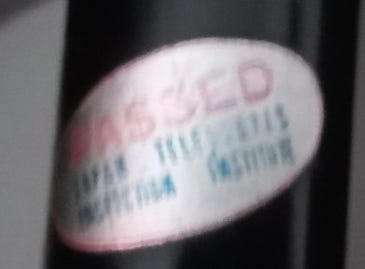 PASSED
JAPAN TELESCOPES
INSPECTION INSTITUTE